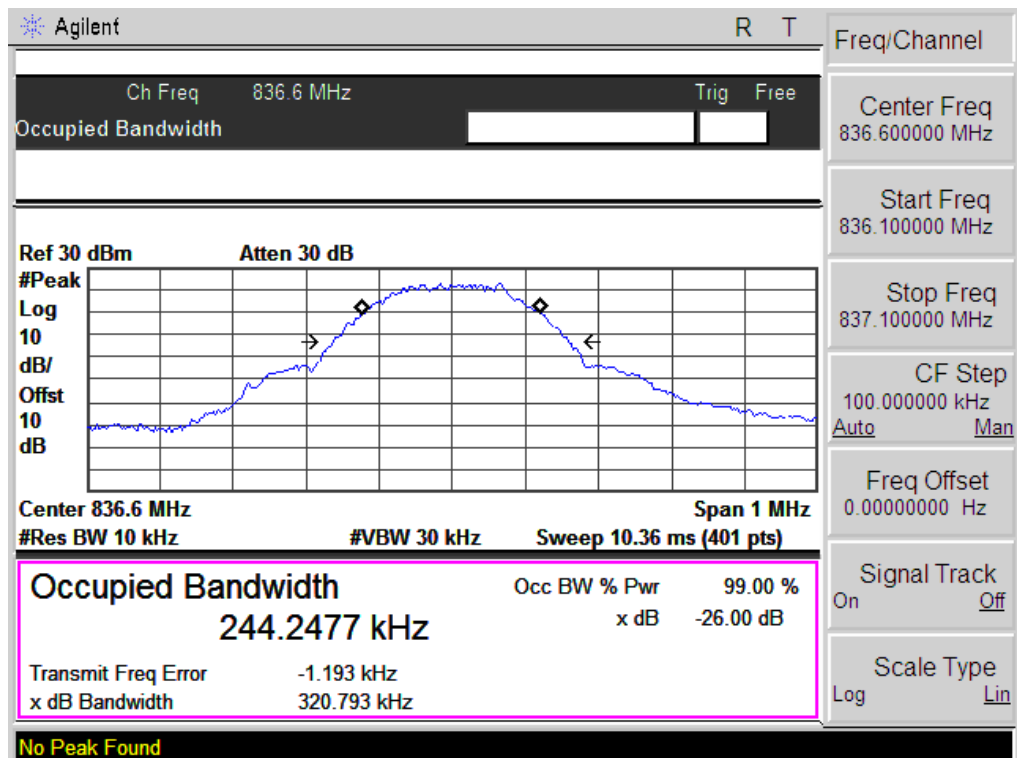 Agilent R T
Ch Freq 836.6 MHz Trig Free
Occupied Bandwidth
Ref 30 dBm Atten 30 dB
#Peak
Log
10
dB/
Offst
10
dB
Center 836.6 MHz Span 1 MHz
#Res BW 10 kHz #VBW 30 kHz Sweep 10.36 ms (401 pts)
Occupied Bandwidth Occ BW % Pwr 99.00 %
244.2477 kHz x dB -26.00 dB
Transmit Freq Error -1.193 kHz
x dB Bandwidth 320.793 kHz
No Peak Found
Freq/Channel
Center Freq
836.600000 MHz
Start Freq
836.100000 MHz
Stop Freq
837.100000 MHz
CF Step
100.000000 kHz
Auto Man
Freq Offset
0.00000000 Hz
Signal Track
On Off
Scale Type
Log Lin